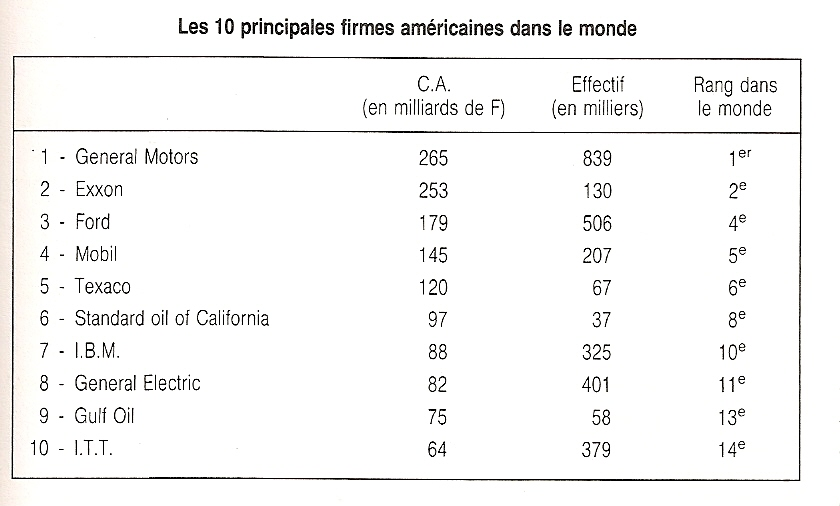 Les 10 principales firmes américaines dans le monde
C.A. Effectif Rang dans
(en milliards de F) (en milliers) le monde
1 - General Motors 265 839 1er
2 - Exxon 253 130 2e
3 - Ford 179 506 4e
4 - Mobil 145 207 5e
5 - Texaco 120 67 6e
6 - Standard oil of California 97 37 8e
7 - I.B.M. 88 325 10e
8 - General Electric 82 401 11e
9 - Gulf Oil 75 58 13e
10 - I.T.T. 64 379 14e